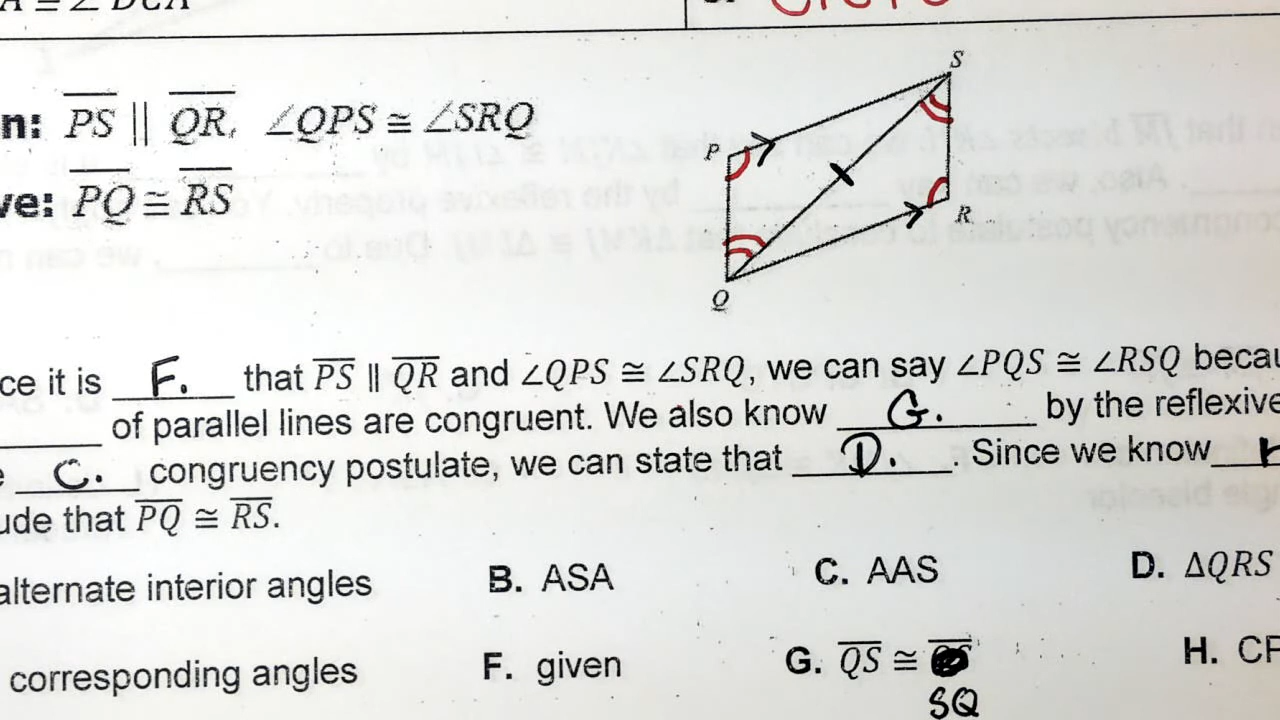 n: PS || QR, ∠QPS ≅ ∠SRQ
ve: PQ ≅ RS
S
P
R
Q
ce it is F. that PS || QR and ∠QPS ≅ ∠SRQ, we can say ∠PQS ≅ ∠RSQ becau
of parallel lines are congruent. We also know G. by the reflexive
e C. congruency postulate, we can state that D. . Since we know H
ude that PQ ≅ RS.
alternate interior angles B. ASA C. AAS D. ΔQRS
corresponding angles F. given G. QS ≅ H. CP
SQ